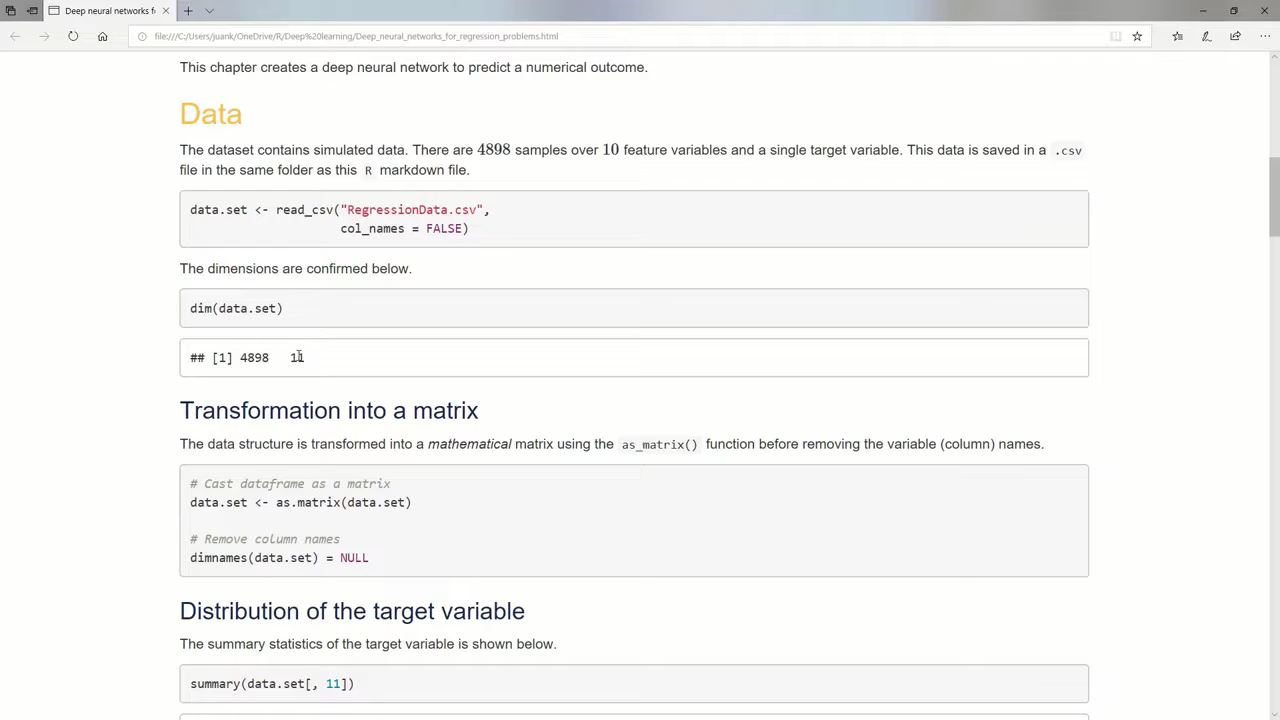 Deep neural networks f
file:///C:/Users/juank/OneDrive/R/Deep%20learning/Deep_neural_networks_for_regression_problems.html
This chapter creates a deep neural network to predict a numerical outcome.
Data
The dataset contains simulated data. There are 4898 samples over 10 feature variables and a single target variable. This data is saved in a .csv
file in the same folder as this R markdown file.
data.set <- read_csv("RegressionData.csv",
col_names = FALSE)
The dimensions are confirmed below.
dim(data.set)
## [1] 4898   11
Transformation into a matrix
The data structure is transformed into a mathematical matrix using the as_matrix() function before removing the variable (column) names.
# Cast dataframe as a matrix
data.set <- as.matrix(data.set)
# Remove column names
dimnames(data.set) = NULL
Distribution of the target variable
The summary statistics of the target variable is shown below.
summary(data.set[, 11])